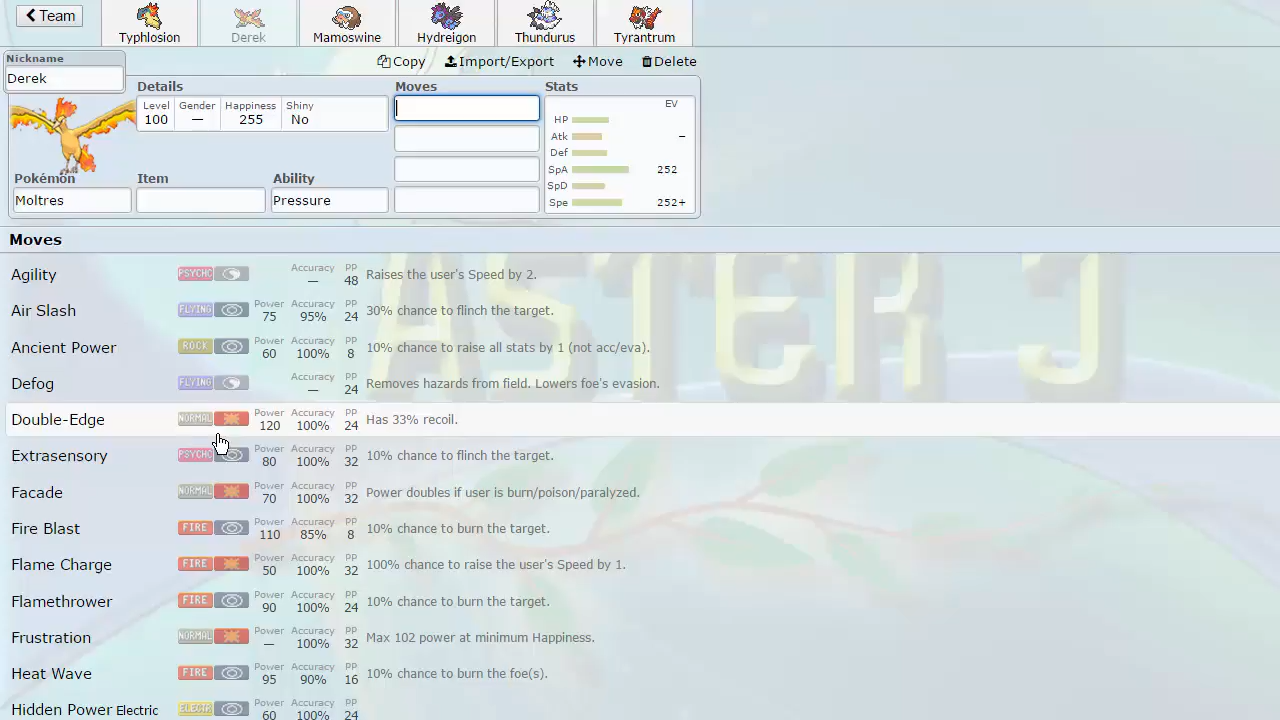 Team
Typhlosion
Derek
Mamoswine
Hydreigon
Thundurus
Tyrantrum
Nickname
Derek
Copy
Import/Export
Move
Delete
Details
Moves
Stats
Level
100
Gender
—
Happiness
255
Shiny
No
EV
HP
Atk –
Def
SpA 252
SpD
Spe 252+
Pokémon
Moltres
Item
Ability
Pressure
Moves
Agility PSYCHC Accuracy — PP 48 Raises the user's Speed by 2.
Air Slash FLYING Power 75 Accuracy 95% PP 24 30% chance to flinch the target.
Ancient Power ROCK Power 60 Accuracy 100% PP 8 10% chance to raise all stats by 1 (not acc/eva).
Defog FLYING Accuracy — PP 24 Removes hazards from field. Lowers foe's evasion.
Double-Edge NORMAL Power 120 Accuracy 100% PP 24 Has 33% recoil.
Extrasensory PSYCHC Power 80 Accuracy 100% PP 32 10% chance to flinch the target.
Facade NORMAL Power 70 Accuracy 100% PP 32 Power doubles if user is burn/poison/paralyzed.
Fire Blast FIRE Power 110 Accuracy 85% PP 8 10% chance to burn the target.
Flame Charge FIRE Power 50 Accuracy 100% PP 32 100% chance to raise the user's Speed by 1.
Flamethrower FIRE Power 90 Accuracy 100% PP 24 10% chance to burn the target.
Frustration NORMAL Power — Accuracy 100% PP 32 Max 102 power at minimum Happiness.
Heat Wave FIRE Power 95 Accuracy 90% PP 16 10% chance to burn the foe(s).
Hidden Power Electric ELECTR Power 60 Accuracy 100% PP 24
ASTER J